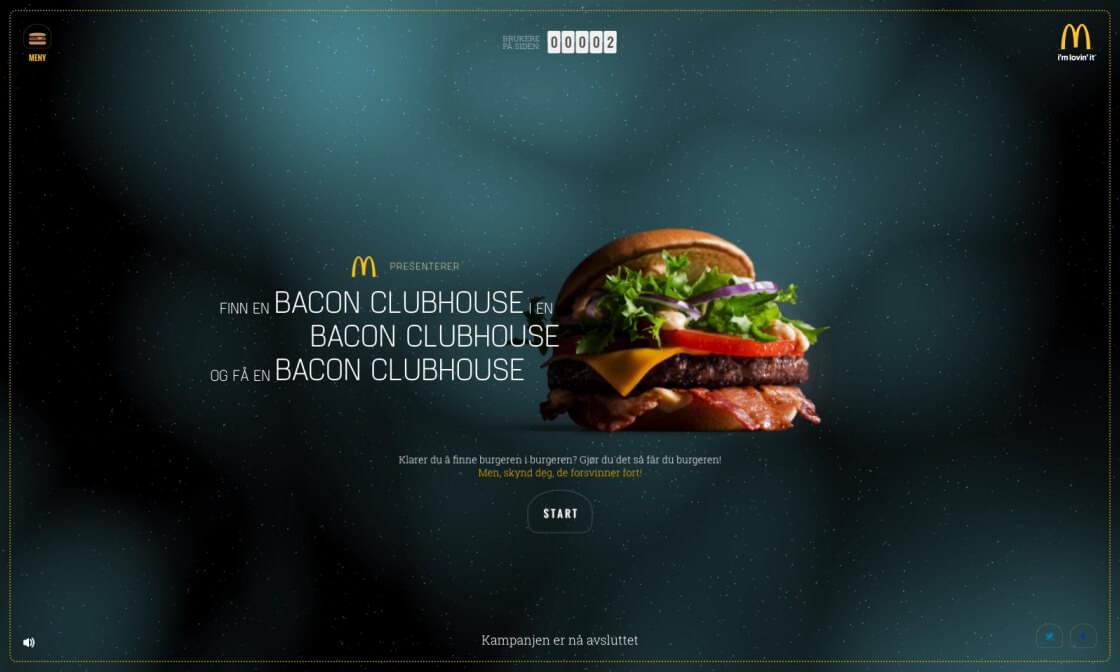 MENY
BRUKERE
PÅ SIDEN:
00002
i'm lovin' it
PRESENTERER
FINN EN BACON CLUBHOUSE I EN
BACON CLUBHOUSE
OG FÅ EN BACON CLUBHOUSE
Klarer du å finne burgeren i burgeren? Gjør du det så får du burgeren!
Men, skynd deg, de forsvinner fort!
START
Kampanjen er nå avsluttet